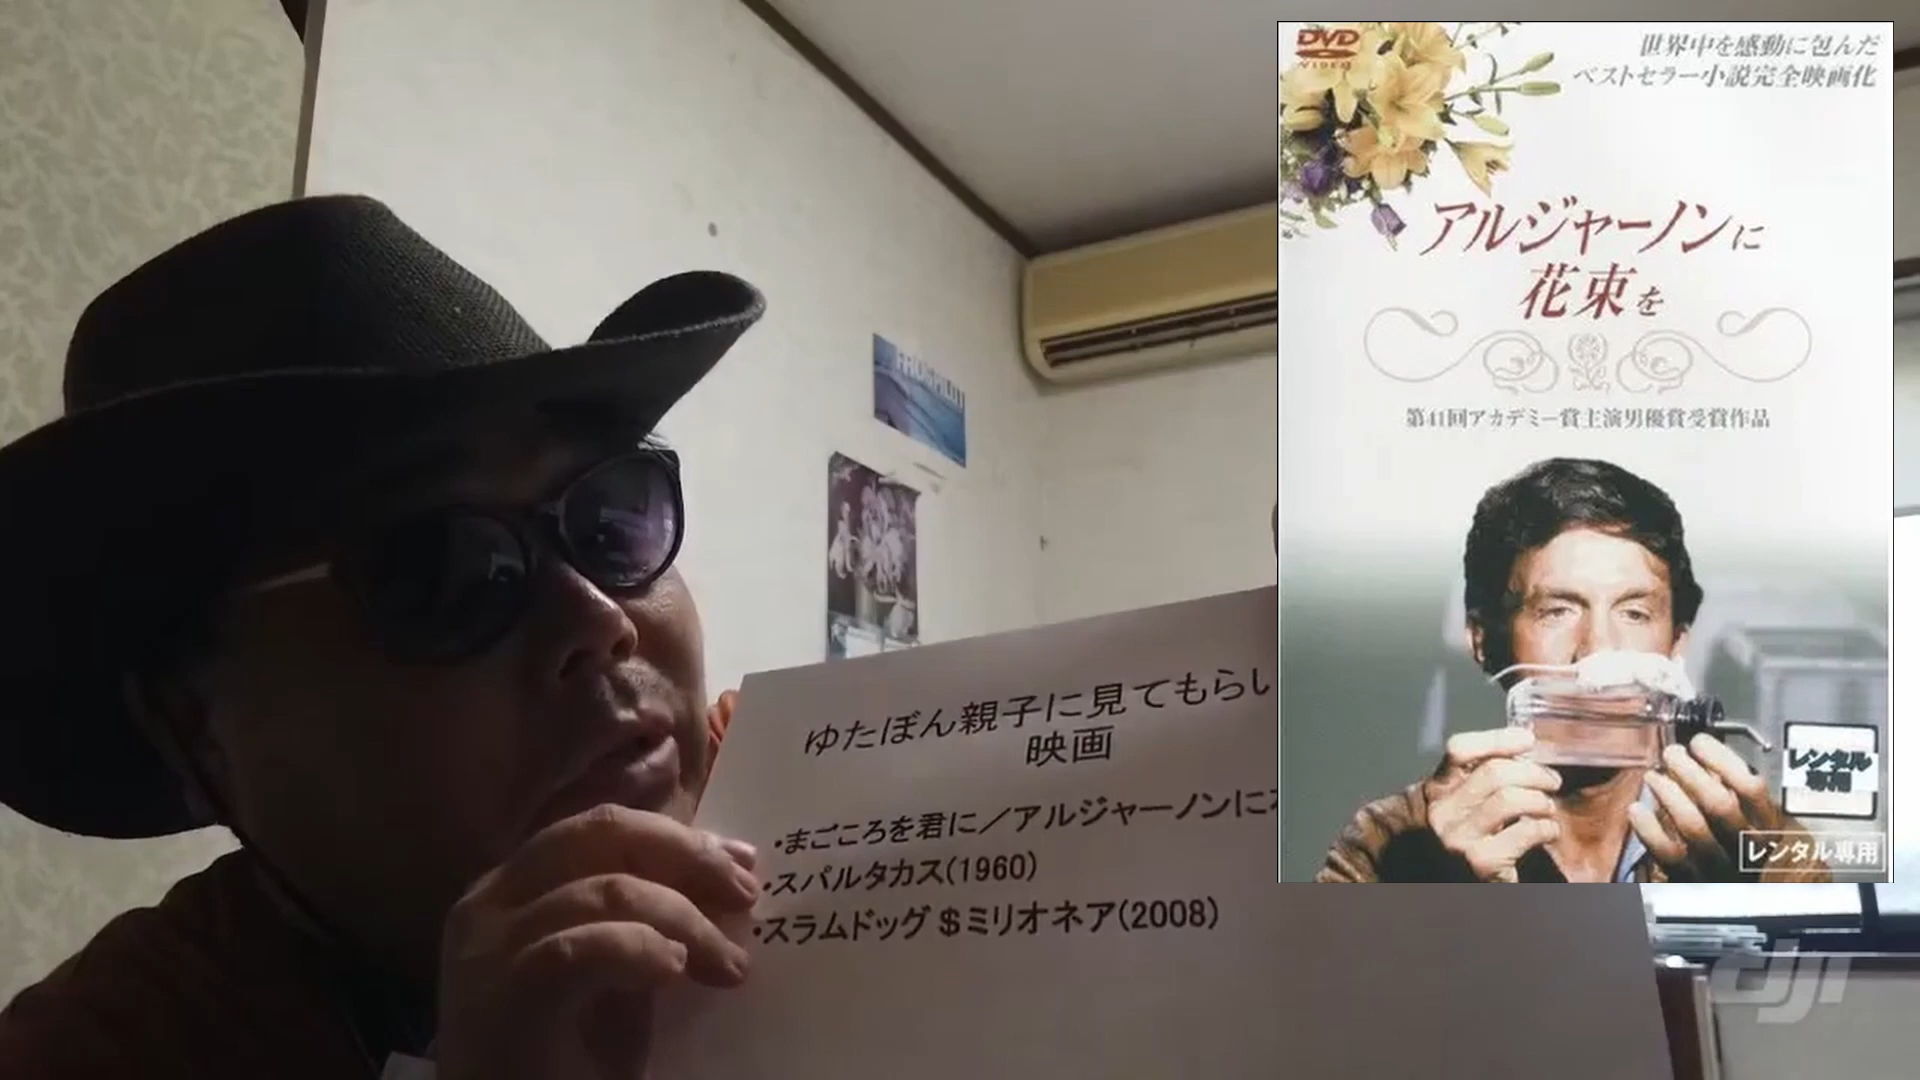 DVD
VIDEO
世界中を感動に包んだ
ベストセラー小説完全映画化
アルジャーノンに
花束を
第41回アカデミー賞主演男優賞受賞作品
レンタル
専用
レンタル専用
ゆたぼん親子に見てもらい
映画
・まごころを君に／アルジャーノンに
・スパルタカス(1960)
・スラムドッグ＄ミリオネア(2008)
dji